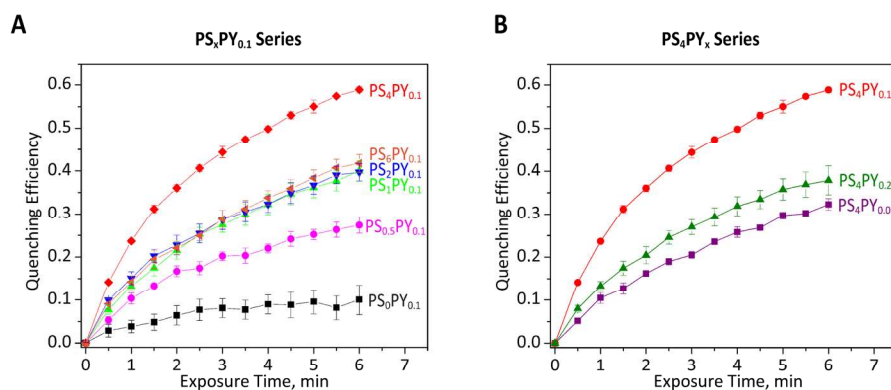 A
PSₓPY₀.₁ Series
Quenching Efficiency
0.6
0.5
0.4
0.3
0.2
0.1
0.0
PS₄PY₀.₁
PS₆PY₀.₁
PS₂PY₀.₁
PS₁PY₀.₁
PS₀.₅PY₀.₁
PS₀PY₀.₁
0 1 2 3 4 5 6 7
Exposure Time, min
B
PS₄PYₓ Series
Quenching Efficiency
0.6
0.5
0.4
0.3
0.2
0.1
0.0
PS₄PY₀.₁
PS₄PY₀.₂
PS₄PY₀.₀
0 1 2 3 4 5 6 7
Exposure Time, min